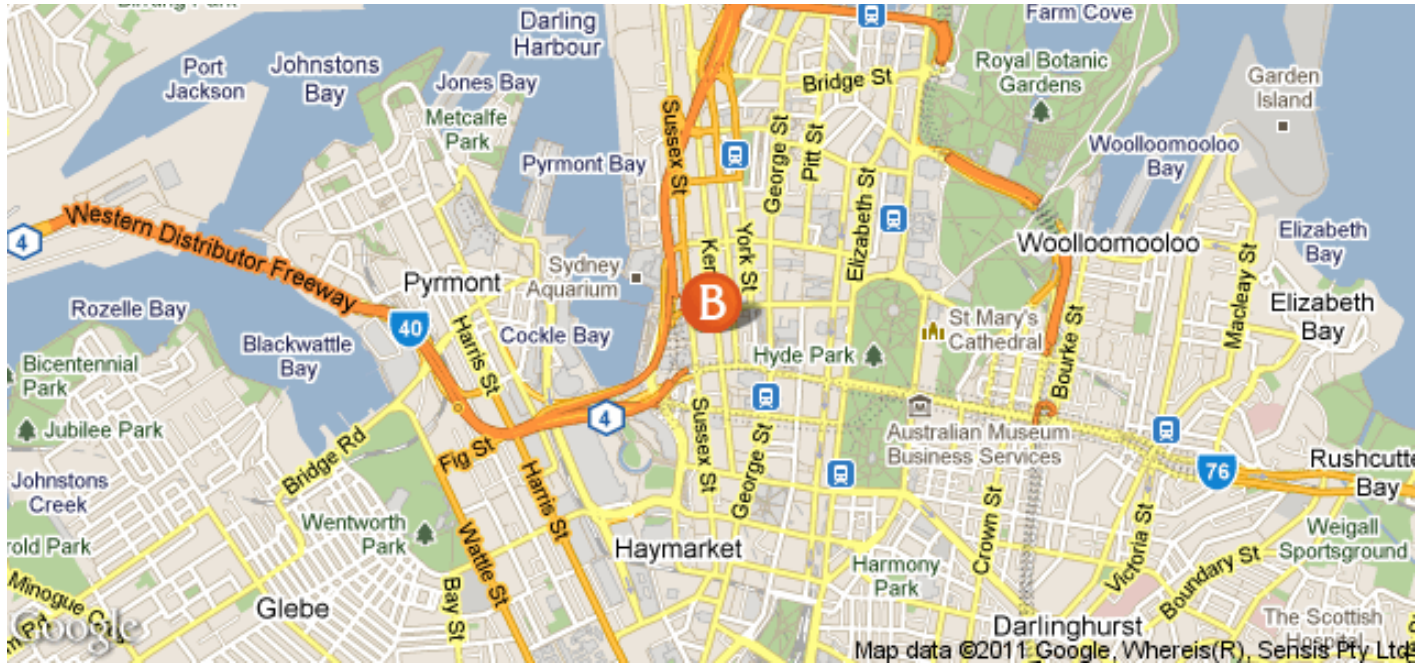 Darling
Harbour
Farm Cove
Port
Jackson
Johnstons
Bay
Jones Bay
Bridge St
Royal Botanic
Gardens
Garden
Island
Metcalfe
Park
Sussex St
George St
Pitt St
Pyrmont Bay
Woolloomooloo
Bay
Elizabeth St
4
Western Distributor Freeway
York St
Woolloomooloo
Elizabeth
Bay
Macleay St
Pyrmont
Sydney
Aquarium
B
Rozelle Bay
40
Harris St
Cockle Bay
St Mary's
Cathedral
Bourke St
Elizabeth
Bay
Blackwattle
Bay
Hyde Park
Bicentennial
Park
4
Jubilee Park
Fig St
Sussex St
George St
Australian Museum
Business Services
Bridge Rd
Harris St
76
Rushcutte
Bay
Johnstons
Creek
Wentworth
Park
Wattle St
Haymarket
Crown St
Victoria St
Weigall
Sportsground
rold Park
Harmony
Park
Boundary St
Minogue
Glebe
Bay St
Darlinghurst
The Scottish
Hospital
Google
Map data ©2011 Google, Whereis(R), Sensis Pty Ltd